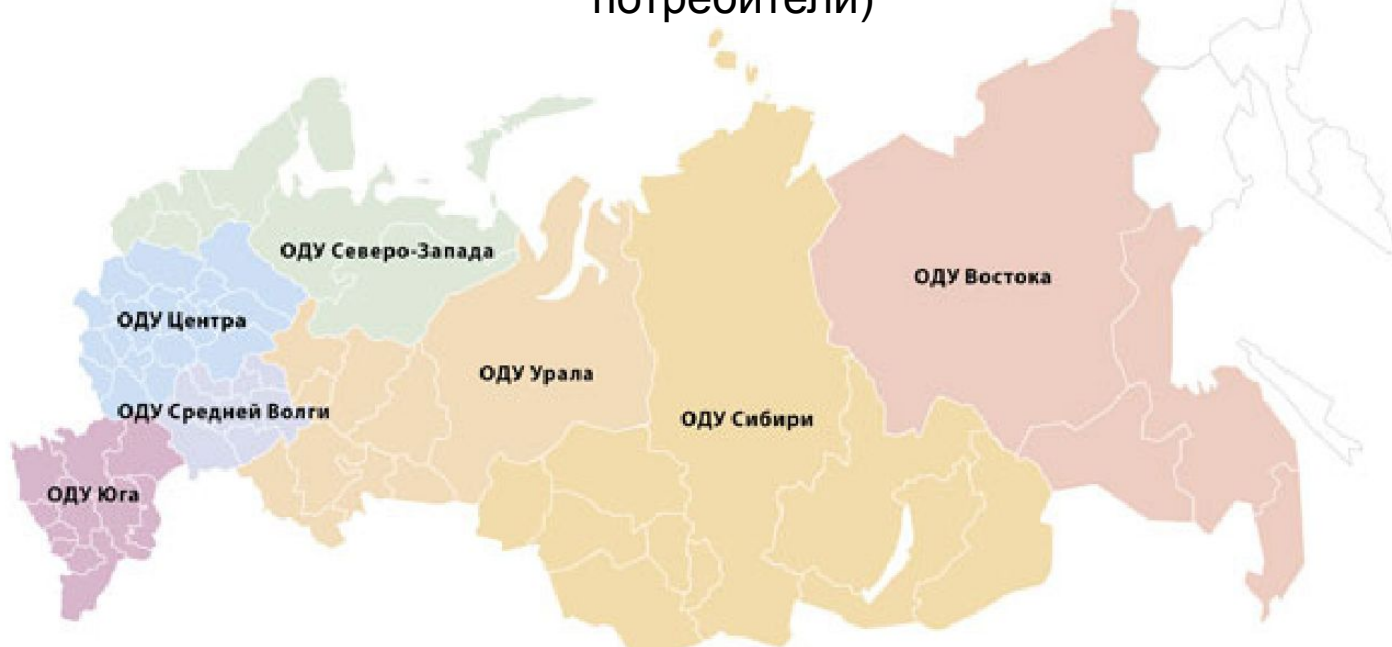 потребители)
ОДУ Северо-Запада
ОДУ Востока
ОДУ Центра
ОДУ Урала
ОДУ Средней Волги
ОДУ Сибири
ОДУ Юга